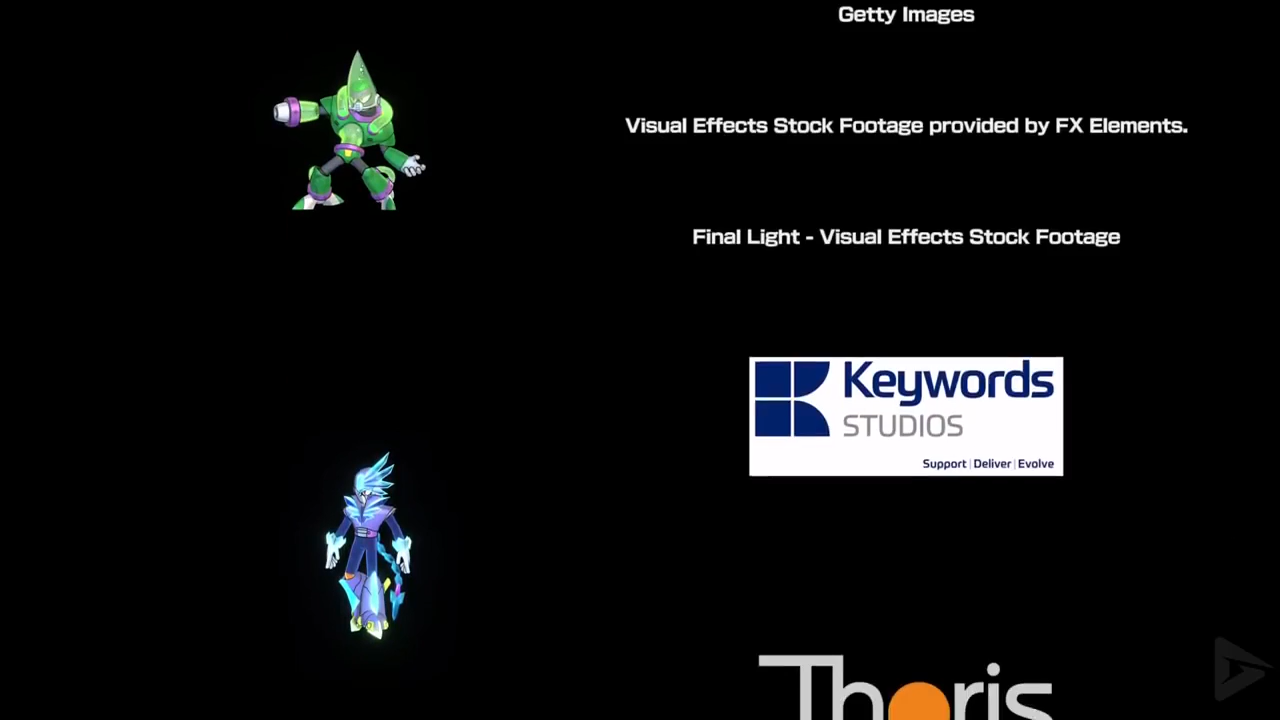 Getty Images
Visual Effects Stock Footage provided by FX Elements.
Final Light - Visual Effects Stock Footage
Keywords
STUDIOS
Support | Deliver | Evolve
Thoris